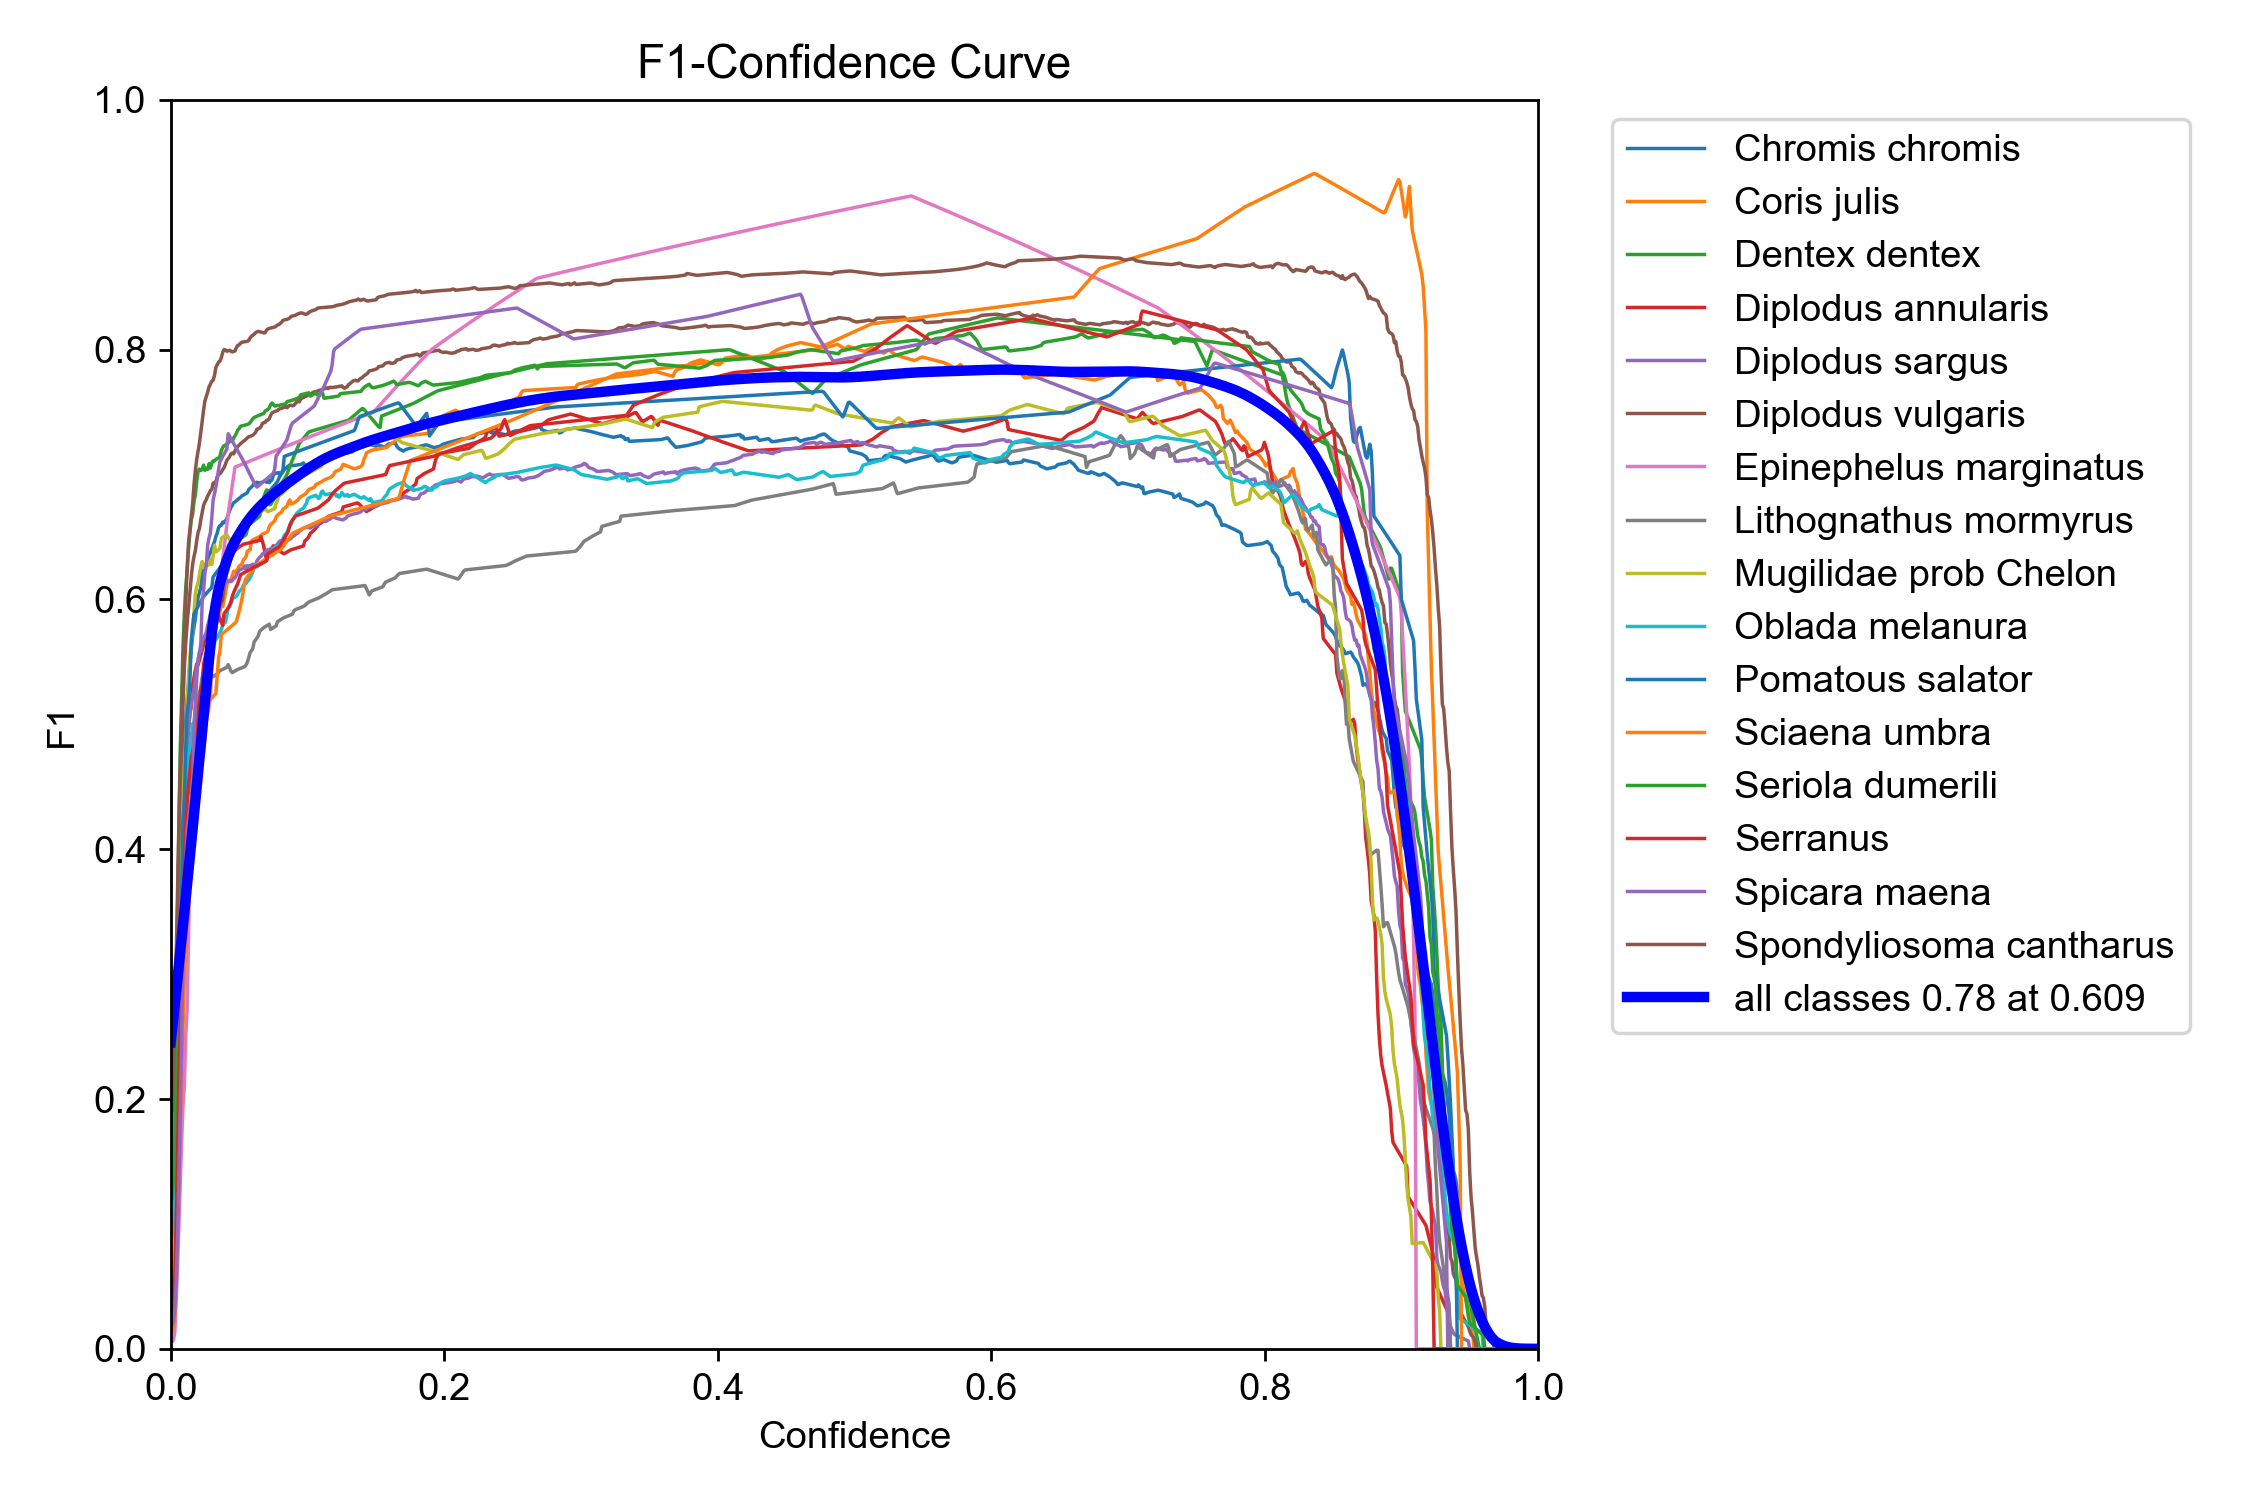 F1-Confidence Curve
1.0
0.8
0.6
0.4
0.2
0.0
F1
0.0 0.2 0.4 0.6 0.8 1.0
Confidence
Chromis chromis
Coris julis
Dentex dentex
Diplodus annularis
Diplodus sargus
Diplodus vulgaris
Epinephelus marginatus
Lithognathus mormyrus
Mugilidae prob Chelon
Oblada melanura
Pomatous salator
Sciaena umbra
Seriola dumerili
Serranus
Spicara maena
Spondyliosoma cantharus
all classes 0.78 at 0.609